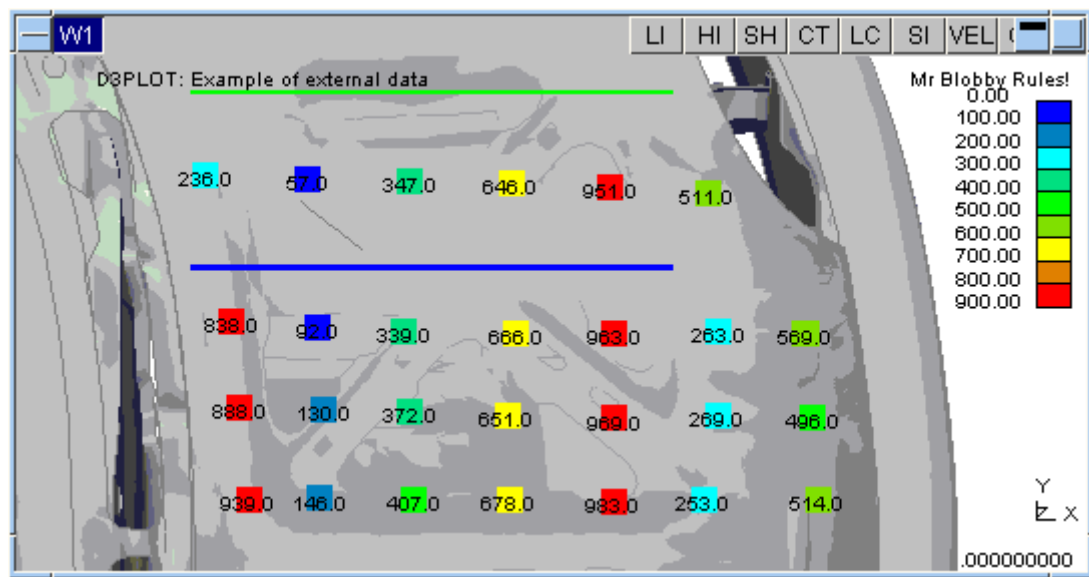 W1 LI HI SH CT LC SI VEL
D3PLOT: Example of external data
Mr Blobby Rules!
0.00
100.00
200.00
300.00
400.00
500.00
600.00
700.00
800.00
900.00
236.0 57.0 347.0 646.0 951.0 511.0
838.0 92.0 339.0 666.0 963.0 263.0 569.0
888.0 130.0 372.0 651.0 969.0 269.0 496.0
939.0 146.0 407.0 678.0 983.0 253.0 514.0
Y
Z X
.000000000